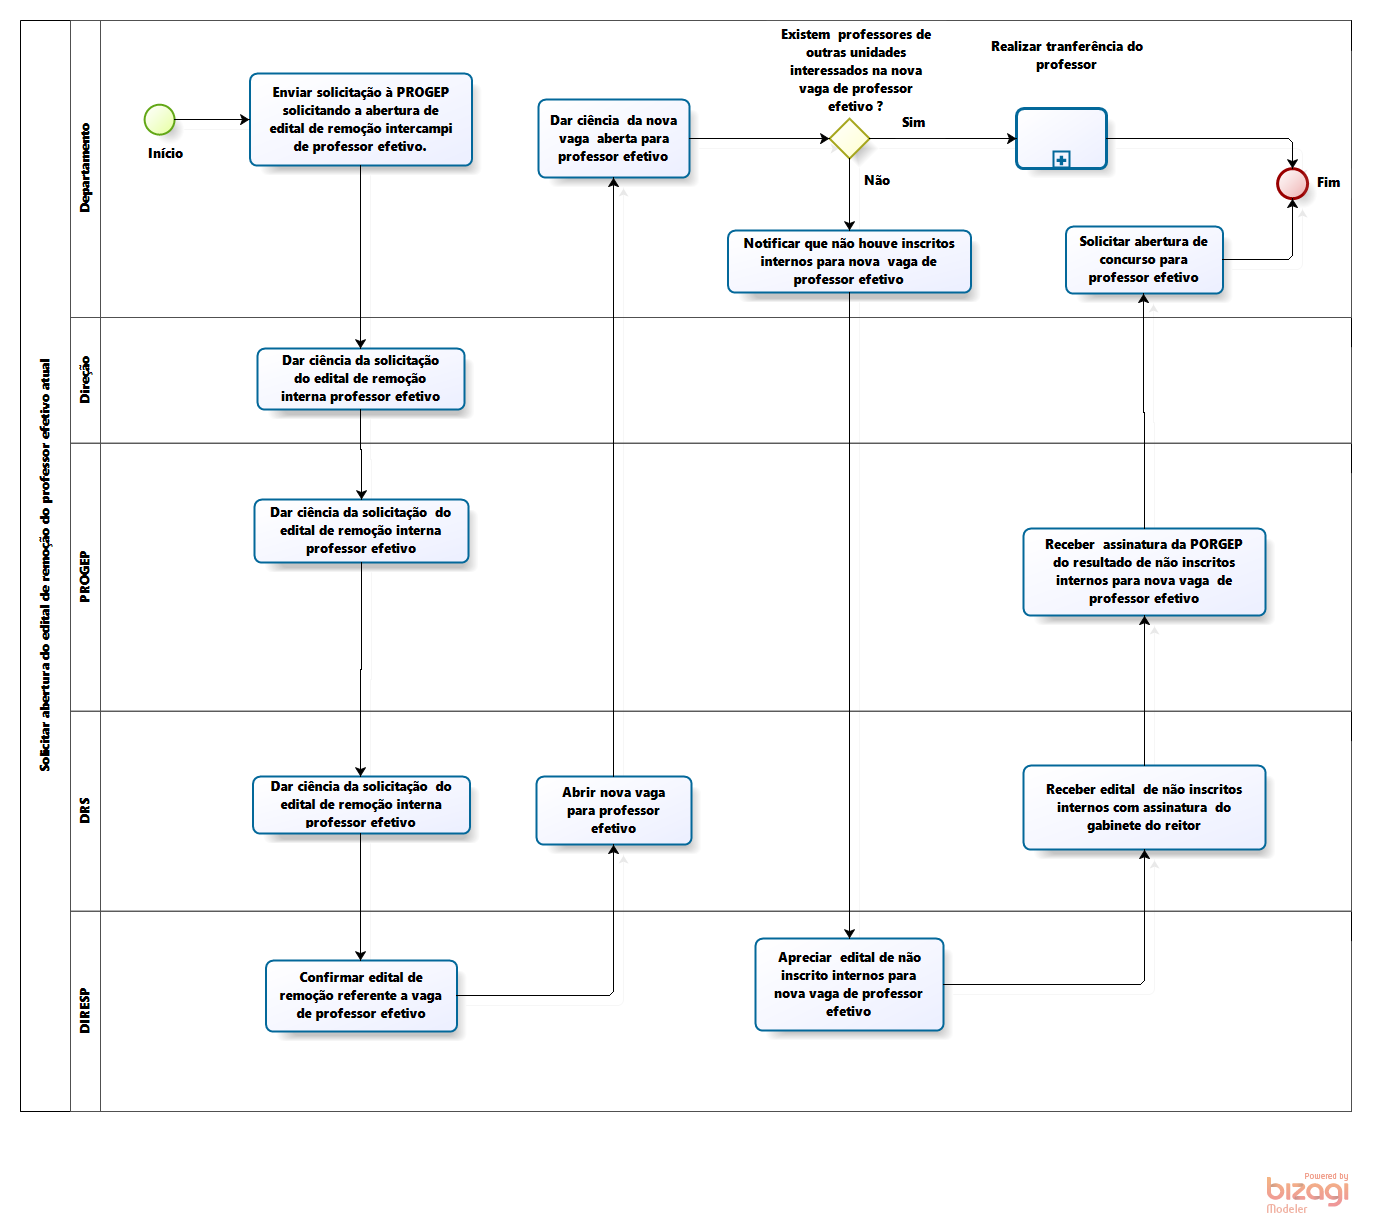 Solicitar abertura do edital de remoção do professor efetivo atual
Departamento
Início
Enviar solicitação à PROGEP
solicitando a abertura de
edital de remoção intercampi
de professor efetivo.
Dar ciência da nova
vaga aberta para
professor efetivo
Existem professores de
outras unidades
interessados na nova
vaga de professor
efetivo ?
Sim
Não
Realizar tranferência do
professor
Fim
Notificar que não houve inscritos
internos para nova vaga de
professor efetivo
Solicitar abertura de
concurso para
professor efetivo
Direção
Dar ciência da solicitação
do edital de remoção
interna professor efetivo
PROGEP
Dar ciência da solicitação do
edital de remoção interna
professor efetivo
Receber assinatura da PORGEP
do resultado de não inscritos
internos para nova vaga de
professor efetivo
DRS
Dar ciência da solicitação do
edital de remoção interna
professor efetivo
Abrir nova vaga
para professor
efetivo
Receber edital de não inscritos
internos com assinatura do
gabinete do reitor
DIRESP
Confirmar edital de
remoção referente a vaga
de professor efetivo
Apreciar edital de não
inscrito internos para
nova vaga de professor
efetivo
Powered by
bizagi
Modeler